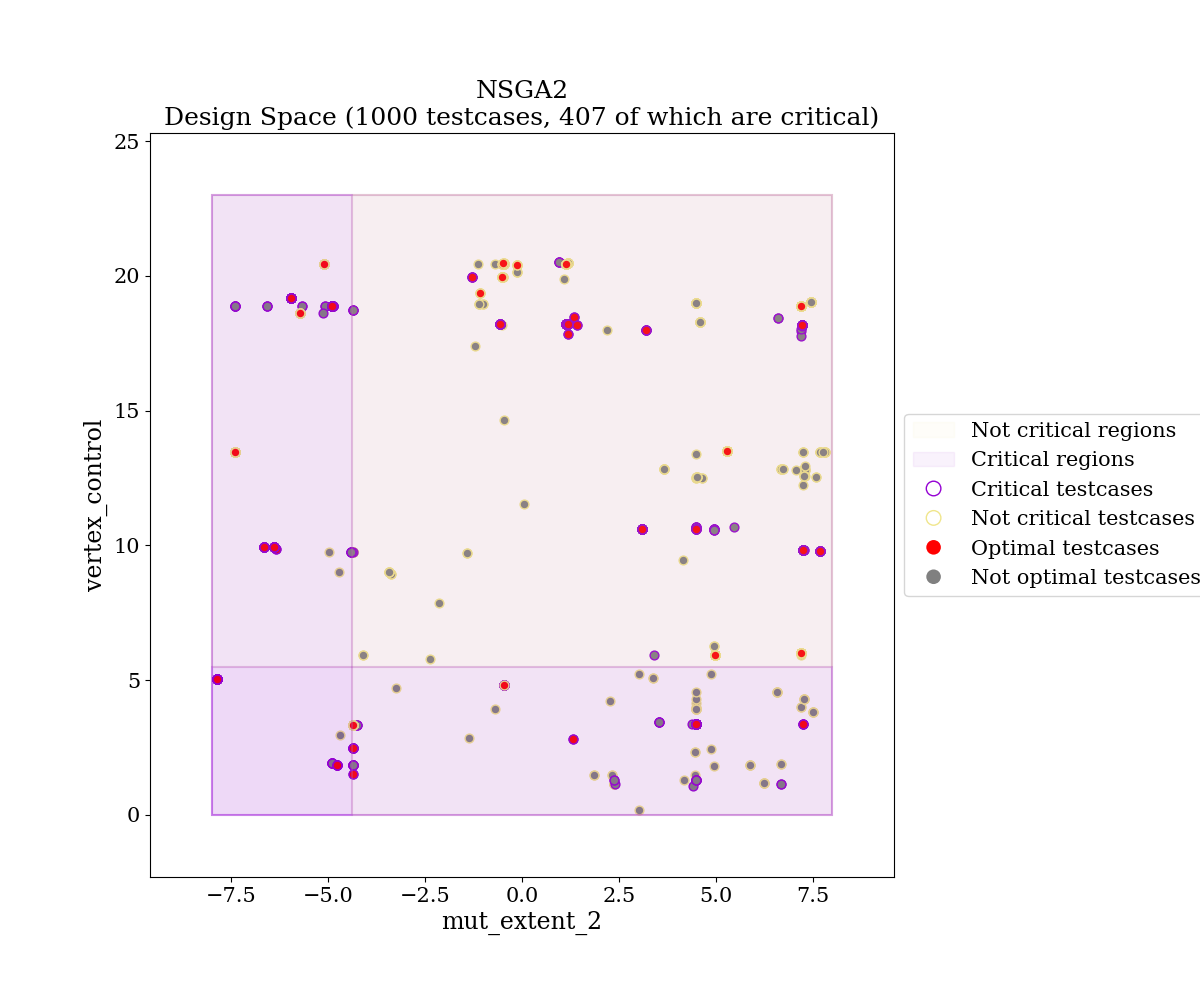 NSGA2
Design Space (1000 testcases, 407 of which are critical)
25
20
15
10
5
0
vertex_control
−7.5
−5.0
−2.5
0.0
2.5
5.0
7.5
mut_extent_2
Not critical regions
Critical regions
Critical testcases
Not critical testcases
Optimal testcases
Not optimal testcases